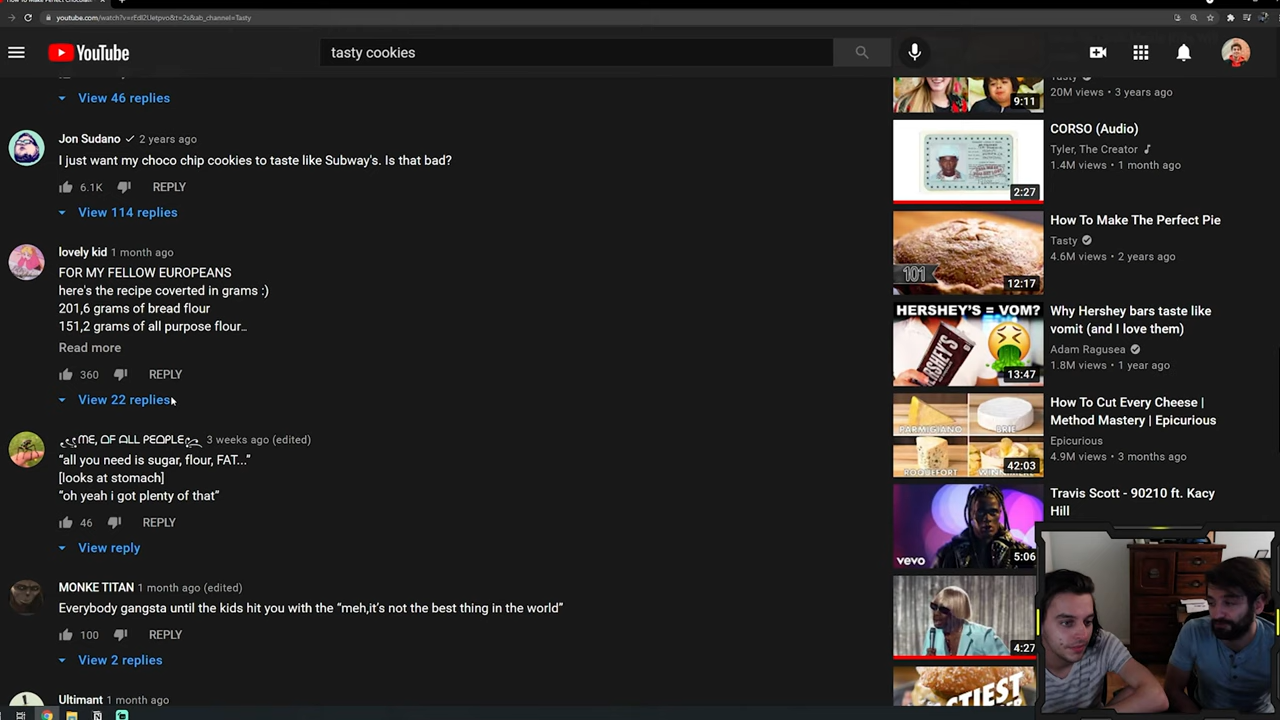 youtube.com/watch?v=rEdl2Uetpvo&t=2s&ab_channel=Tasty
YouTube
tasty cookies
View 46 replies
Jon Sudano 2 years ago
I just want my choco chip cookies to taste like Subway's. Is that bad?
6.1K REPLY
View 114 replies
lovely kid 1 month ago
FOR MY FELLOW EUROPEANS
here's the recipe coverted in grams :)
201,6 grams of bread flour
151,2 grams of all purpose flour…
Read more
360 REPLY
View 22 replies
ME, OF ALL PEOPLE 3 weeks ago (edited)
“all you need is sugar, flour, FAT...”
[looks at stomach]
“oh yeah i got plenty of that”
46 REPLY
View reply
MONKE TITAN 1 month ago (edited)
Everybody gangsta until the kids hit you with the “meh,it's not the best thing in the world”
100 REPLY
View 2 replies
Ultimant 1 month ago
9:11
Tasty
20M views • 3 years ago
2:27
CORSO (Audio)
Tyler, The Creator
1.4M views • 1 month ago
101
12:17
How To Make The Perfect Pie
Tasty
4.6M views • 2 years ago
HERSHEY'S = VOM?
HERSHEY'S
13:47
Why Hershey bars taste like
vomit (and I love them)
Adam Ragusea
1.8M views • 1 year ago
PARMIGIANO
BRIE
ROQUEFORT
42:03
How To Cut Every Cheese |
Method Mastery | Epicurious
Epicurious
4.9M views • 3 months ago
vevo
5:06
Travis Scott - 90210 ft. Kacy
Hill
4:27